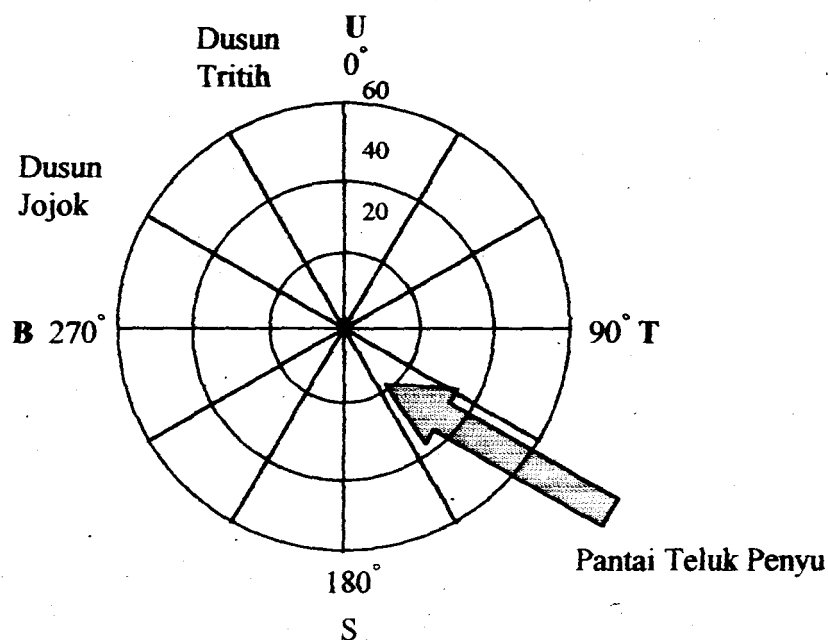 Dusun
Tritih
U
0°
60
40
20
Dusun
Jojok
B 270°
90° T
Pantai Teluk Penyu
180°
S